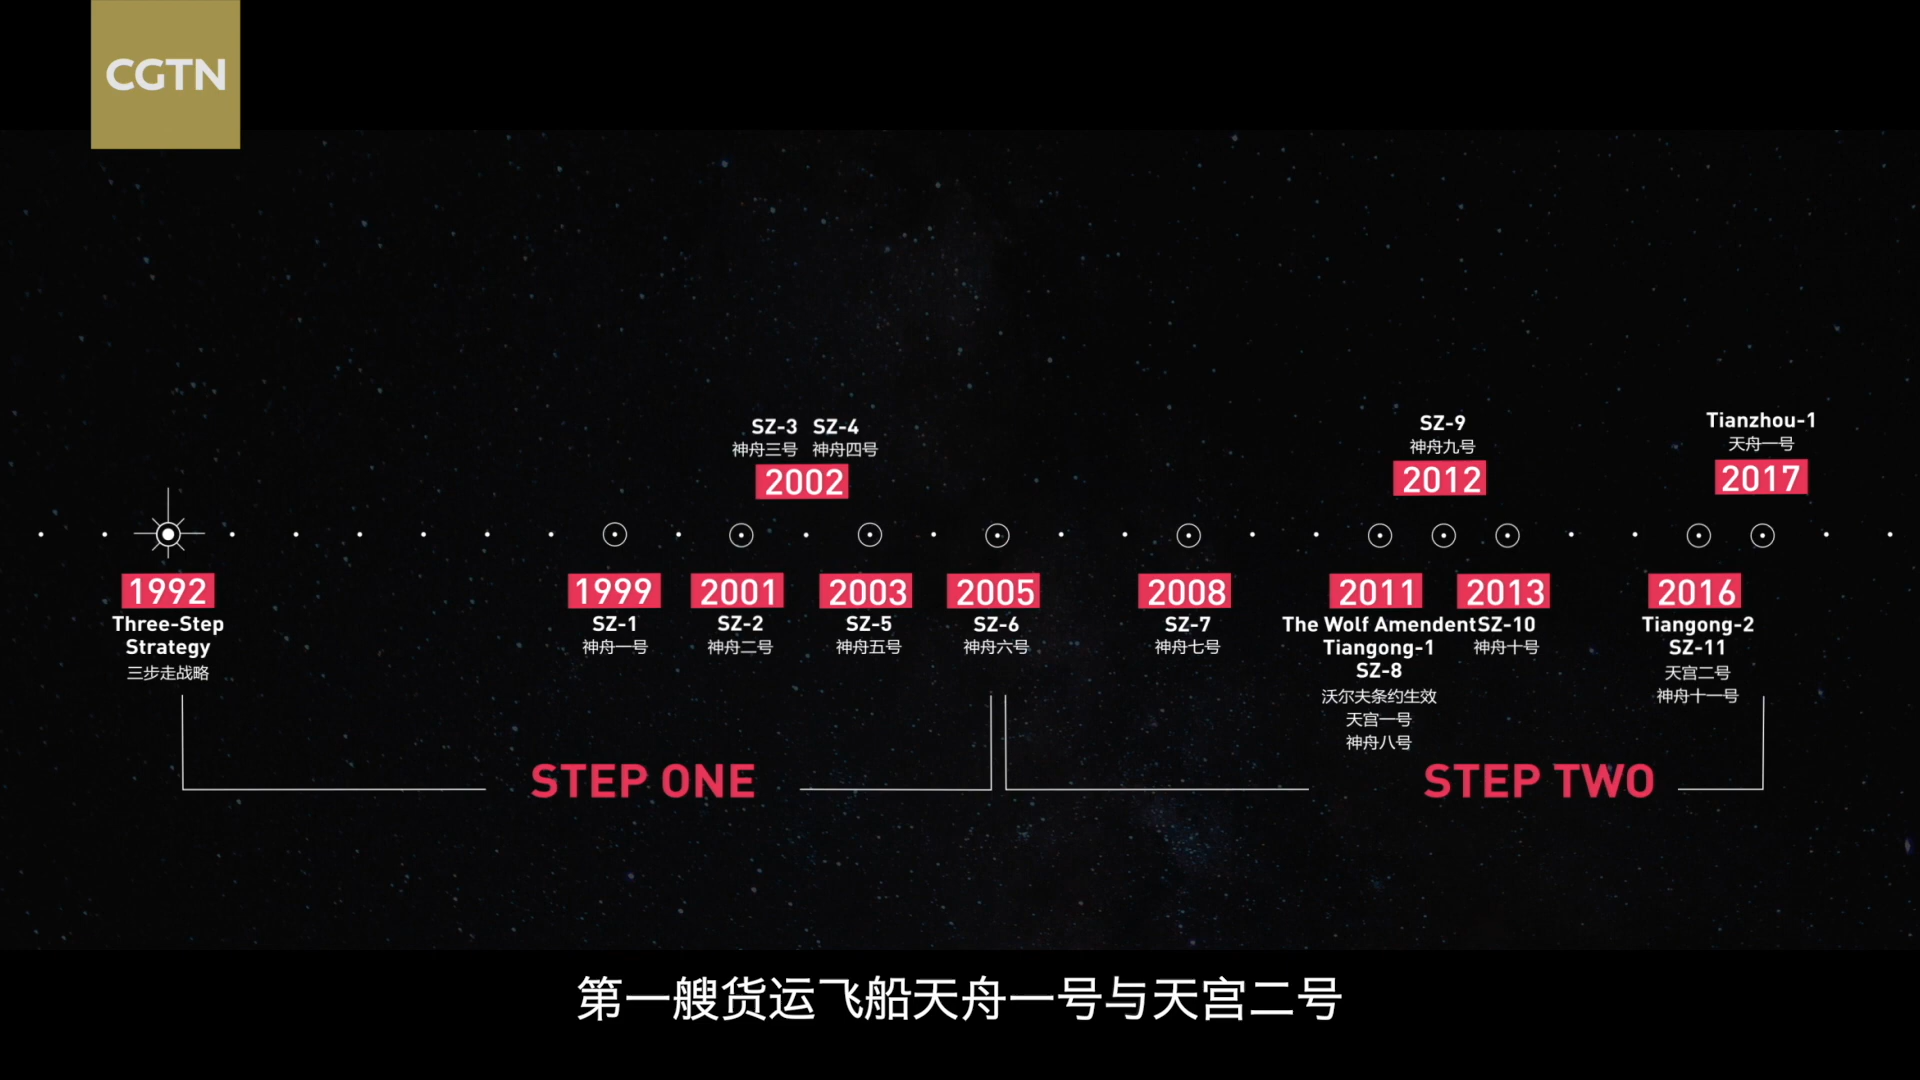 CGTN
SZ-3 SZ-4
神舟三号 神舟四号
2002
SZ-9
神舟九号
2012
Tianzhou-1
天舟一号
2017
1992
Three-Step
Strategy
三步走战略
1999
SZ-1
神舟一号
2001
SZ-2
神舟二号
2003
SZ-5
神舟五号
2005
SZ-6
神舟六号
2008
SZ-7
神舟七号
2011
The Wolf Amendent
Tiangong-1
SZ-8
沃尔夫条约生效
天宫一号
神舟八号
2013
SZ-10
神舟十号
2016
Tiangong-2
SZ-11
天宫二号
神舟十一号
STEP ONE
STEP TWO
第一艘货运飞船天舟一号与天宫二号